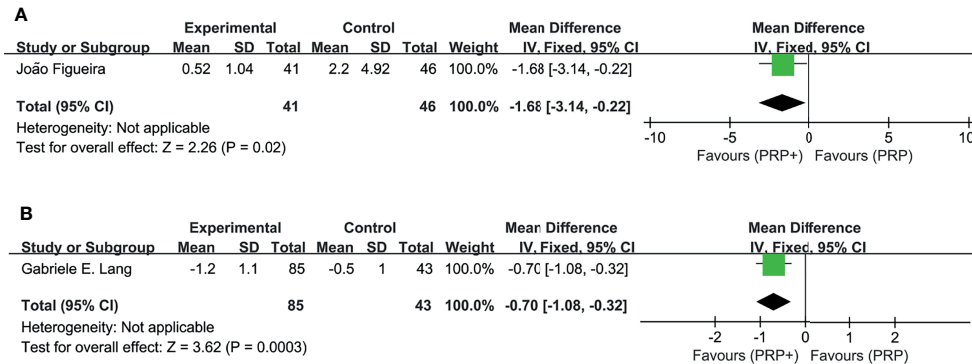 A
Experimental Control Mean Difference Mean Difference
Study or Subgroup Mean SD Total Mean SD Total Weight IV, Fixed, 95% CI IV, Fixed, 95% CI
João Figueira 0.52 1.04 41 2.2 4.92 46 100.0% -1.68 [-3.14, -0.22]
Total (95% CI) 41 46 100.0% -1.68 [-3.14, -0.22]
Heterogeneity: Not applicable
Test for overall effect: Z = 2.26 (P = 0.02)
-10 -5 0 5 10
Favours (PRP+) Favours (PRP)
B
Experimental Control Mean Difference Mean Difference
Study or Subgroup Mean SD Total Mean SD Total Weight IV, Fixed, 95% CI IV, Fixed, 95% CI
Gabriele E. Lang -1.2 1.1 85 -0.5 1 43 100.0% -0.70 [-1.08, -0.32]
Total (95% CI) 85 43 100.0% -0.70 [-1.08, -0.32]
Heterogeneity: Not applicable
Test for overall effect: Z = 3.62 (P = 0.0003)
-2 -1 0 1 2
Favours (PRP+) Favours (PRP)